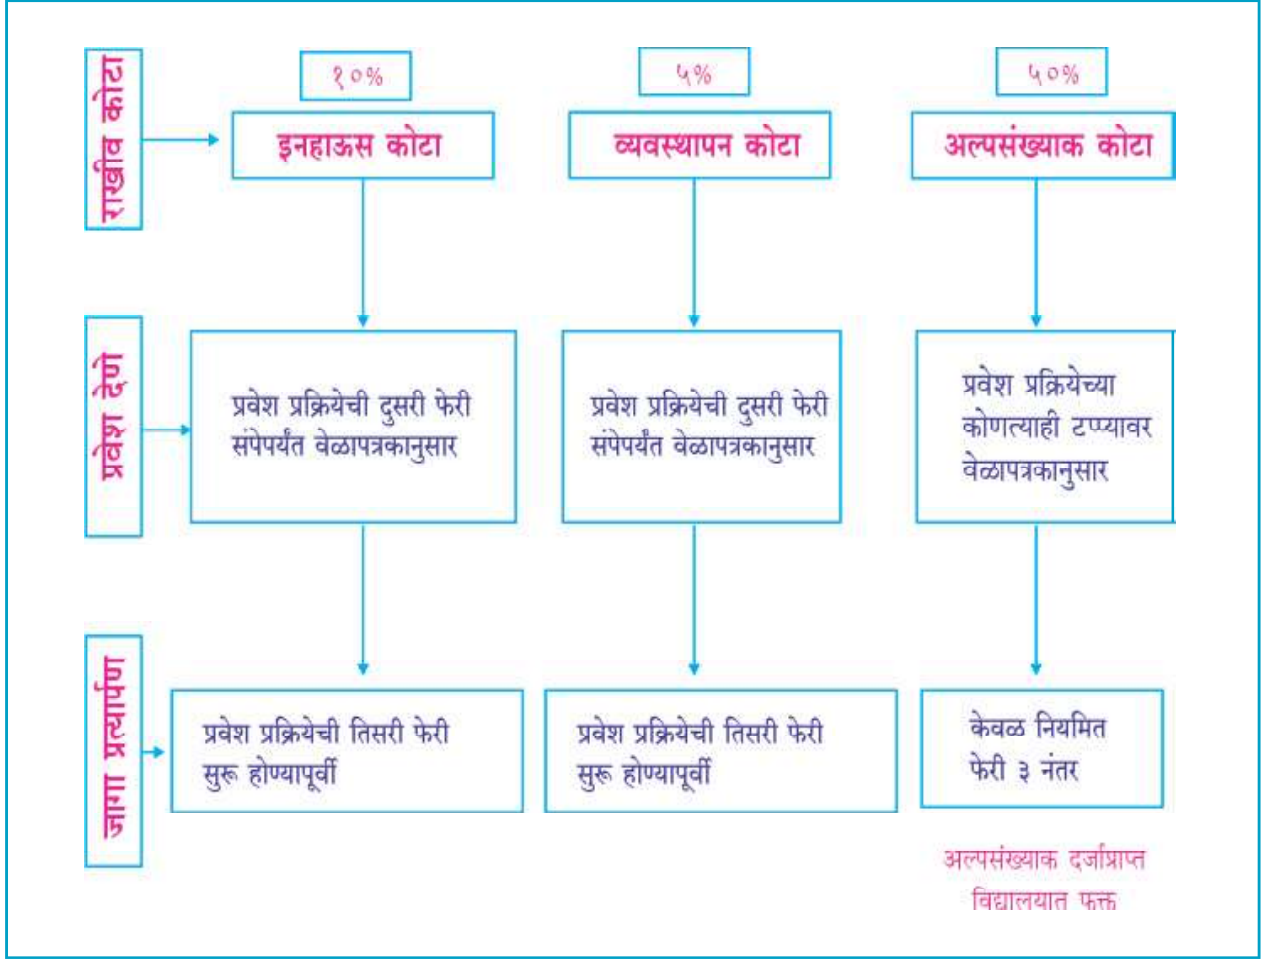 राखीव कोटा
१०%
इनहाऊस कोटा
५%
व्यवस्थापन कोटा
५०%
अल्पसंख्याक कोटा
प्रवेश देणे
प्रवेश प्रक्रियेची दुसरी फेरी
संपेपर्यंत वेळापत्रकानुसार
प्रवेश प्रक्रियेची दुसरी फेरी
संपेपर्यंत वेळापत्रकानुसार
प्रवेश प्रक्रियेच्या
कोणत्याही टप्प्यावर
वेळापत्रकानुसार
जागा प्रत्यार्पण
प्रवेश प्रक्रियेची तिसरी फेरी
सुरू होण्यापूर्वी
प्रवेश प्रक्रियेची तिसरी फेरी
सुरू होण्यापूर्वी
केवळ नियमित
फेरी ३ नंतर
अल्पसंख्याक दर्जाप्राप्त
विद्यालयात फक्त